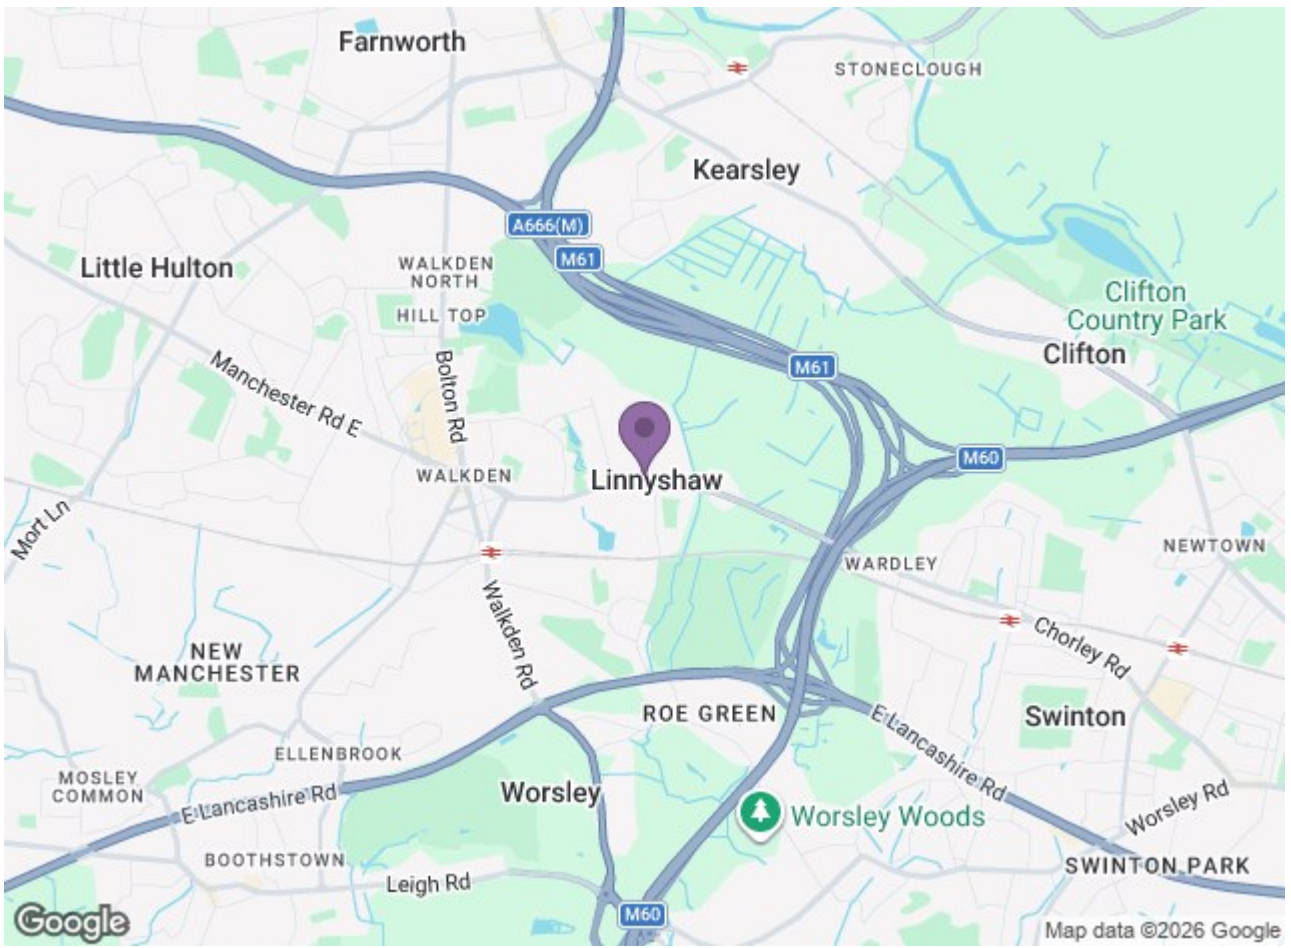 Farnworth
STONECLOUGH
Kearsley
A666(M)
M61
Little Hulton
WALKDEN
NORTH
HILL TOP
Clifton
Country Park
Clifton
M61
Manchester Rd E
Bolton Rd
M60
WALKDEN
Linnyshaw
Mort Ln
NEWTOWN
WARDLEY
Walkden Rd
Chorley Rd
NEW
MANCHESTER
ROE GREEN
Swinton
E Lancashire Rd
ELLENBROOK
MOSLEY
COMMON
E Lancashire Rd
Worsley
Worsley Woods
Worsley Rd
BOOTHSTOWN
SWINTON PARK
Leigh Rd
M60
Google
Map data ©2026 Google